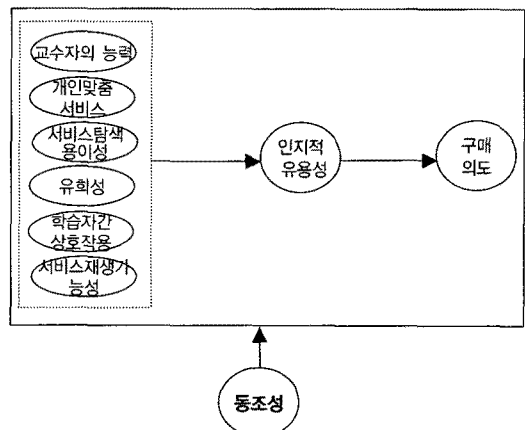 교수자의 능력
개인맞춤
서비스
서비스탐색
용이성
유희성
학습자간
상호작용
서비스재생가
능성
인지적
유용성
구매
의도
동조성